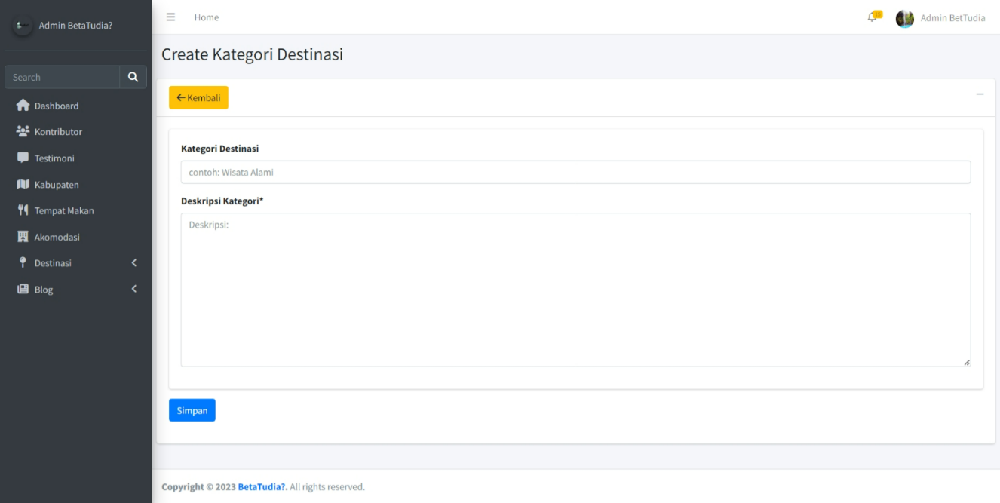 Admin BetaTudia?
Home
Admin BetTudia
Create Kategori Destinasi
Search
Kembali
Dashboard
Kontributor
Testimoni
Kabupaten
Tempat Makan
Akomodasi
Destinasi
Blog
Kategori Destinasi
contoh: Wisata Alami
Deskripsi Kategori*
Deskripsi:
Simpan
Copyright © 2023 BetaTudia?. All rights reserved.